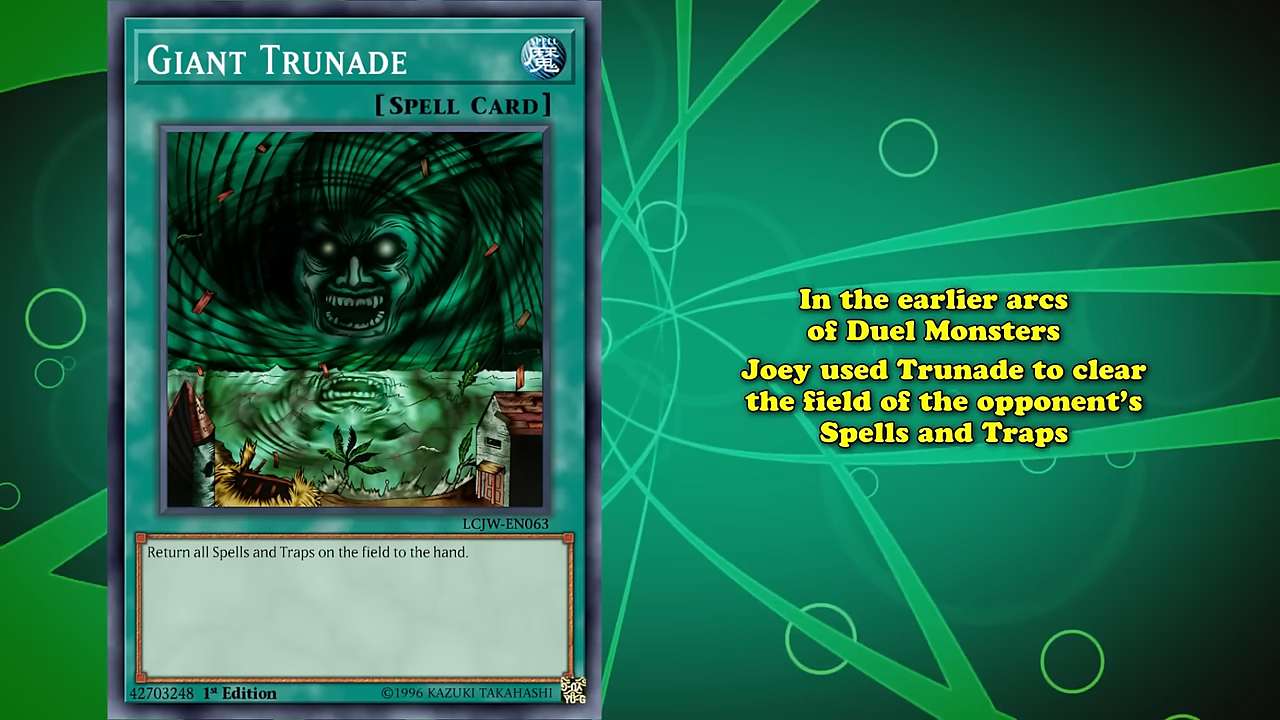 GIANT TRUNADE
SPELL
魔
[SPELL CARD]
LCJW-EN063
Return all Spells and Traps on the field to the hand.
42703248 1st Edition
©1996 KAZUKI TAKAHASHI
In the earlier arcs
of Duel Monsters
Joey used Trunade to clear
the field of the opponent's
Spells and Traps